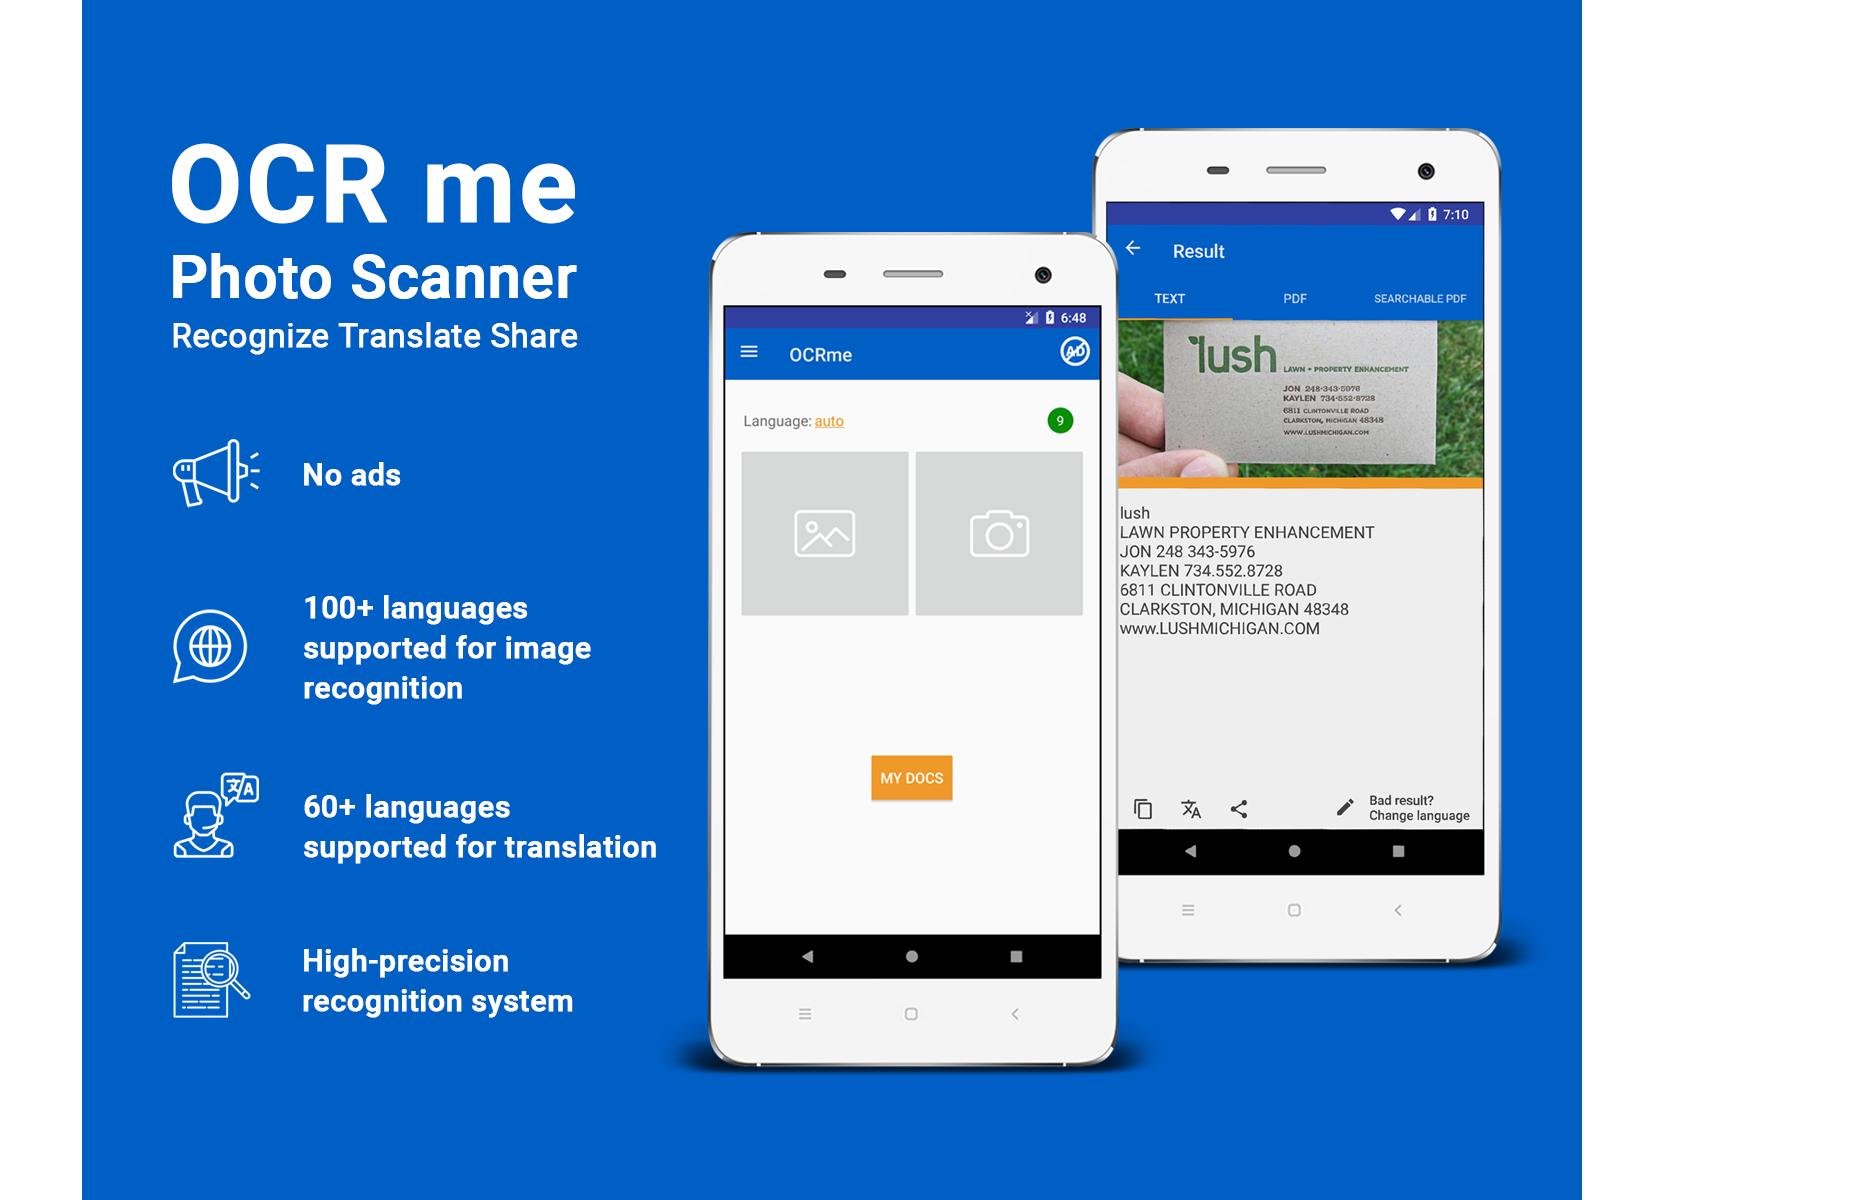 OCR me
Photo Scanner
Recognize Translate Share
No ads
100+ languages
supported for image
recognition
60+ languages
supported for translation
High-precision
recognition system
6:48
OCRme
AD
Language: auto
9
MY DOCS
7:10
Result
TEXT PDF SEARCHABLE PDF
lush
LAWN + PROPERTY ENHANCEMENT
JON 248·343·5976
KAYLEN 734·552·8728
6811 CLINTONVILLE ROAD
CLARKSTON, MICHIGAN 48348
WWW.LUSHMICHIGAN.COM
lush
LAWN PROPERTY ENHANCEMENT
JON 248 343-5976
KAYLEN 734.552.8728
6811 CLINTONVILLE ROAD
CLARKSTON, MICHIGAN 48348
www.LUSHMICHIGAN.COM
Bad result?
Change language